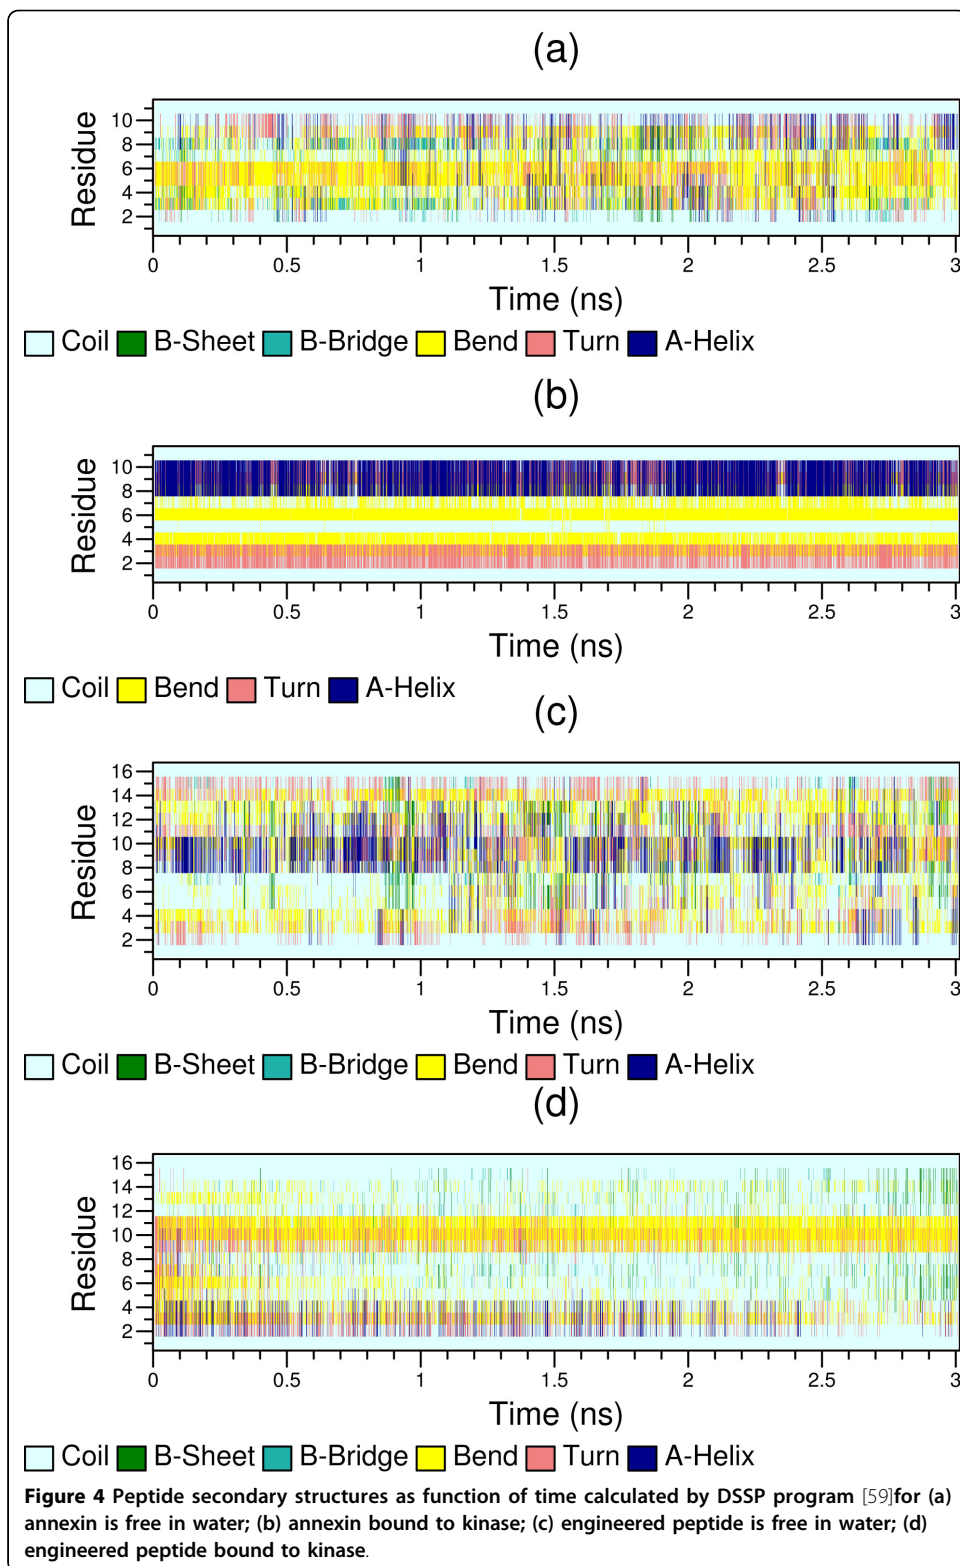 (a)
Residue
10
8
6
4
2
0 0.5 1 1.5 2 2.5 3
Time (ns)
Coil B-Sheet B-Bridge Bend Turn A-Helix
(b)
Residue
10
8
6
4
2
0 0.5 1 1.5 2 2.5 3
Time (ns)
Coil Bend Turn A-Helix
(c)
Residue
16
14
12
10
8
6
4
2
0 0.5 1 1.5 2 2.5 3
Time (ns)
Coil B-Sheet B-Bridge Bend Turn A-Helix
(d)
Residue
16
14
12
10
8
6
4
2
0 0.5 1 1.5 2 2.5 3
Time (ns)
Coil B-Sheet B-Bridge Bend Turn A-Helix
Figure 4 Peptide secondary structures as function of time calculated by DSSP program [59]for (a)
annexin is free in water; (b) annexin bound to kinase; (c) engineered peptide is free in water; (d)
engineered peptide bound to kinase.